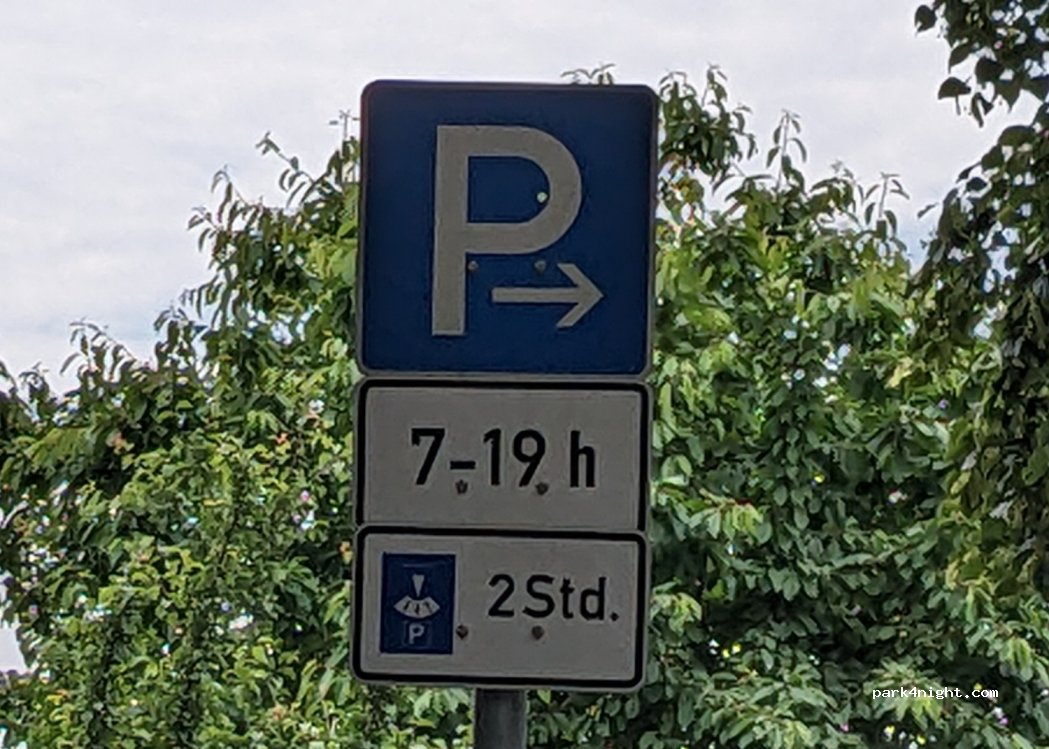 P
7-19 h
P
2 Std.
park4night.com